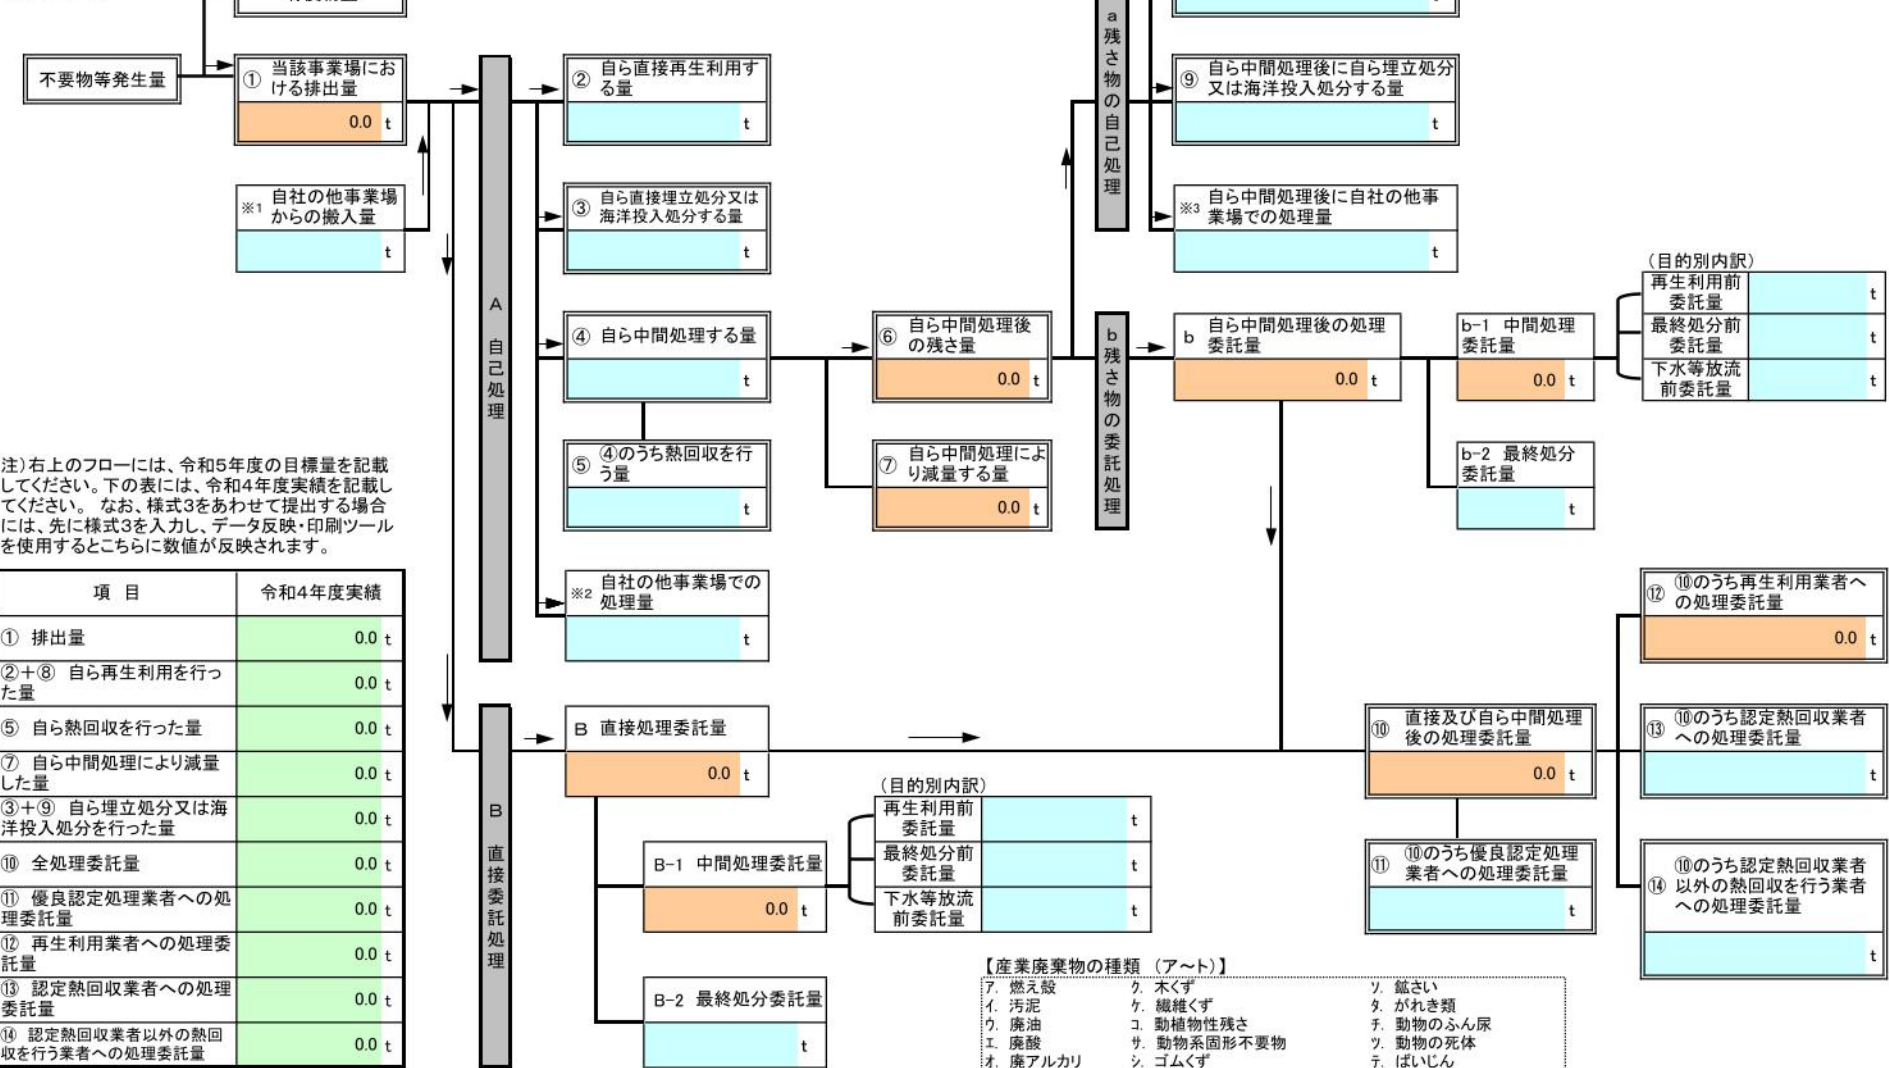 不要物等発生量
① 当該事業場にお
ける排出量
0.0 t
※1 自社の他事業場
からの搬入量
t
A 自己処理
② 自ら直接再生利用す
る量
t
③ 自ら直接埋立処分又は
海洋投入処分する量
t
④ 自ら中間処理する量
t
⑤ ④のうち熱回収を行
う量
t
※2 自社の他事業場での
処理量
t
⑥ 自ら中間処理後
の残さ量
0.0 t
⑦ 自ら中間処理によ
り減量する量
0.0 t
a 残さ物の自己処理
t
⑨ 自ら中間処理後に自ら埋立処分
又は海洋投入処分する量
t
※3 自ら中間処理後に自社の他事
業場での処理量
t
b 残さ物の委託処理
b 自ら中間処理後の処理
委託量
0.0 t
b-1 中間処理
委託量
0.0 t
(目的別内訳)
再生利用前
委託量
t
最終処分前
委託量
t
下水等放流
前委託量
t
b-2 最終処分
委託量
t
注)右上のフローには、令和5年度の目標量を記載
してください。下の表には、令和4年度実績を記載し
てください。 なお、様式3をあわせて提出する場合
には、先に様式3を入力し、データ反映・印刷ツール
を使用するとこちらに数値が反映されます。
項 目 令和4年度実績
① 排出量 0.0 t
②+⑧ 自ら再生利用を行っ
た量 0.0 t
⑤ 自ら熱回収を行った量 0.0 t
⑦ 自ら中間処理により減量
した量 0.0 t
③+⑨ 自ら埋立処分又は海
洋投入処分を行った量 0.0 t
⑩ 全処理委託量 0.0 t
⑪ 優良認定処理業者への処
理委託量 0.0 t
⑫ 再生利用業者への処理委
託量 0.0 t
⑬ 認定熱回収業者への処理
委託量 0.0 t
⑭ 認定熱回収業者以外の熱回
収を行う業者への処理委託量 0.0 t
B 直接委託処理
B 直接処理委託量
0.0 t
B-1 中間処理委託量
0.0 t
(目的別内訳)
再生利用前
委託量
t
最終処分前
委託量
t
下水等放流
前委託量
t
B-2 最終処分委託量
t
⑩ 直接及び自ら中間処理
後の処理委託量
0.0 t
⑪ ⑩のうち優良認定処理
業者への処理委託量
t
⑫ ⑩のうち再生利用業者へ
の処理委託量
0.0 t
⑬ ⑩のうち認定熱回収業者
への処理委託量
t
⑭ ⑩のうち認定熱回収業者
以外の熱回収を行う業者
への処理委託量
t
【産業廃棄物の種類 (ア~ト)】
ア. 燃え殻 ク. 木くず ソ. 鉱さい
イ. 汚泥 ケ. 繊維くず タ. がれき類
ウ. 廃油 コ. 動植物性残さ チ. 動物のふん尿
エ. 廃酸 サ. 動物系固形不要物 ツ. 動物の死体
オ. 廃アルカリ シ. ゴムくず テ. ばいじん